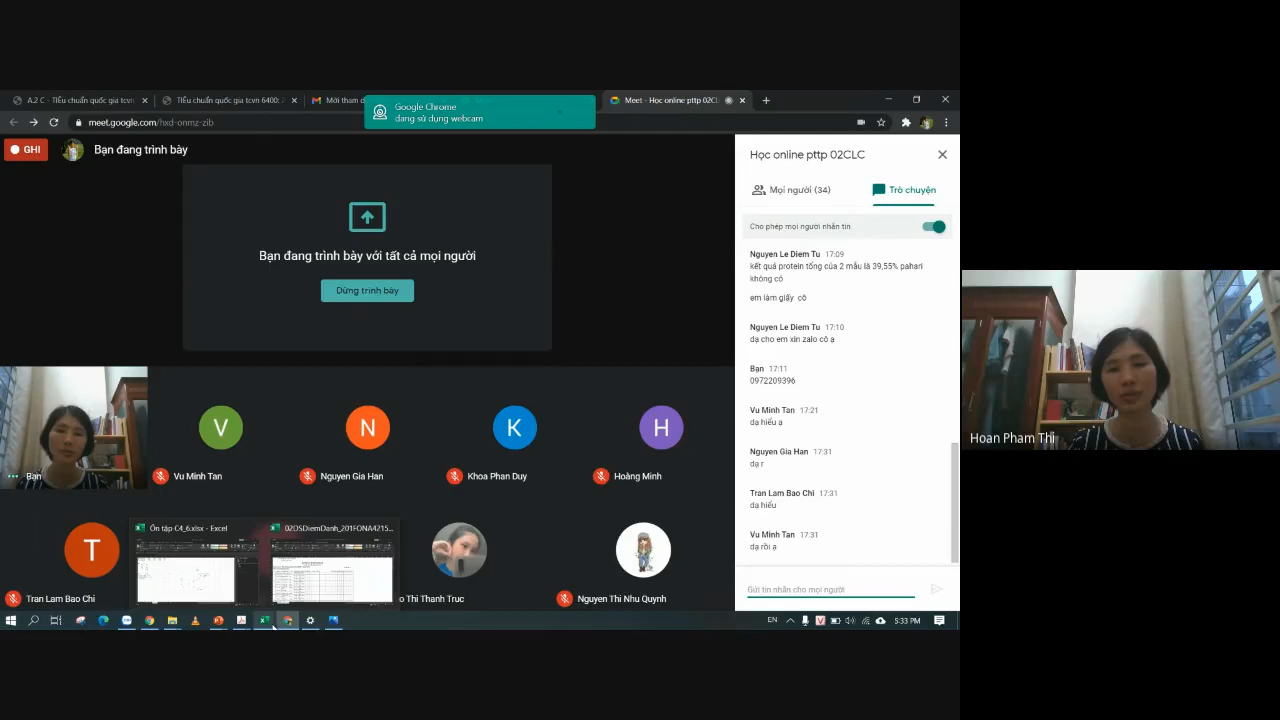 A.2 C - Tiêu chuẩn quốc gia tcvn
Tiêu chuẩn quốc gia tcvn 6400: 2
Mời tham d
Meet - Học online pttp 02CL
Google Chrome
đang sử dụng webcam
meet.google.com/hxd-onmz-zib
GHI
Bạn đang trình bày
Bạn đang trình bày với tất cả mọi người
Dừng trình bày
Học online pttp 02CLC
Mọi người (34)
Trò chuyện
Cho phép mọi người nhắn tin
Nguyen Le Diem Tu 17:09
kết quả protein tổng của 2 mẫu là 39,55% pahari
không cô
em làm giấy cô
Nguyen Le Diem Tu 17:10
dạ cho em xin zalo cô ạ
Bạn 17:11
0972209396
Vu Minh Tan 17:21
dạ hiểu ạ
Nguyen Gia Han 17:31
dạ r
Tran Lam Bao Chi 17:31
dạ hiểu
Vu Minh Tan 17:31
dạ rồi ạ
Gửi tin nhắn cho mọi người
V
N
K
H
Bạn
Vu Minh Tan
Nguyen Gia Han
Khoa Phan Duy
Hoàng Minh
T
Ôn tập C4_6.xlsx - Excel
02DSDiemDanh_201FONA4215...
Tran Lam Bao Chi
o Thi Thanh Truc
Nguyen Thi Nhu Quynh
EN
5:33 PM
Hoan Pham Thi